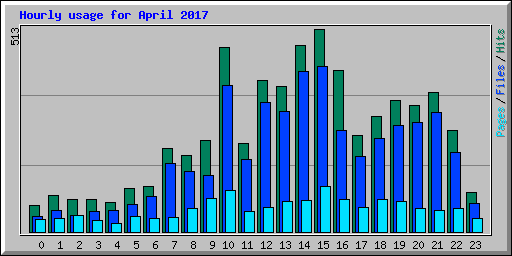 Hourly usage for April 2017
513
Pages / Files / Hits
0 1 2 3 4 5 6 7 8 9 10 11 12 13 14 15 16 17 18 19 20 21 22 23